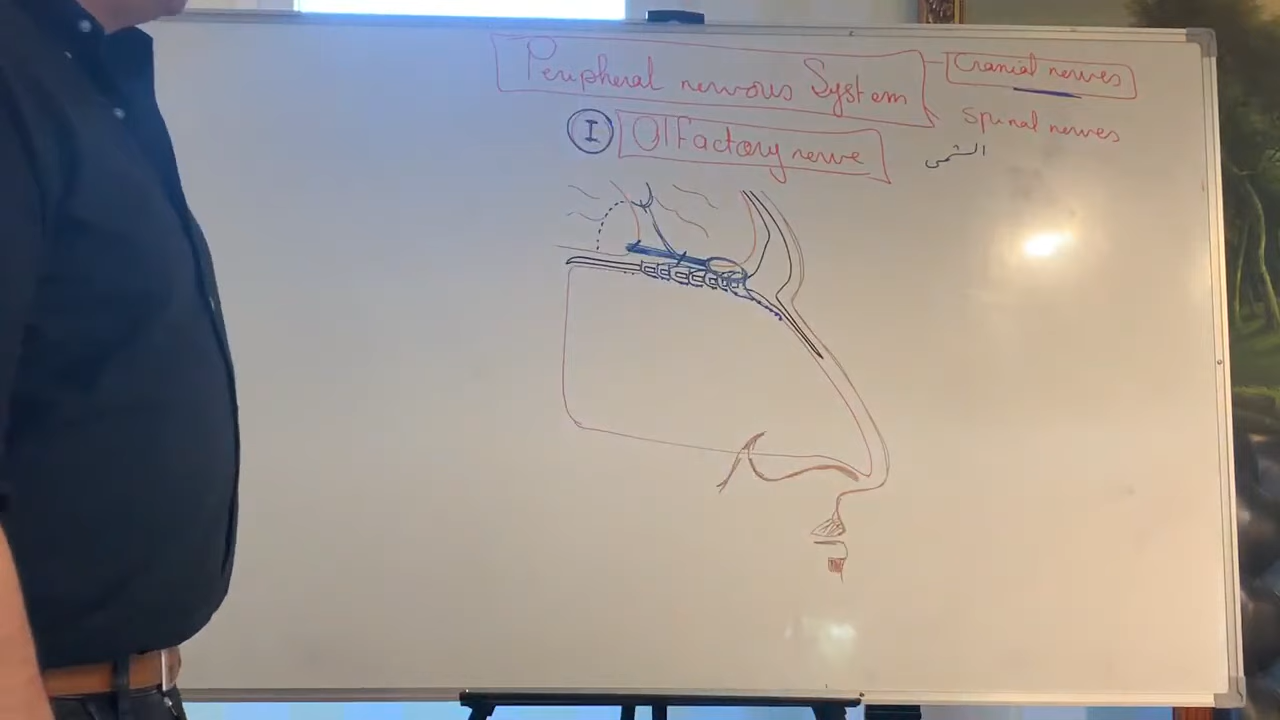 Peripheral nervous System
Cranial nerves
Spinal nerves
I Olfactory nerve
الشمي